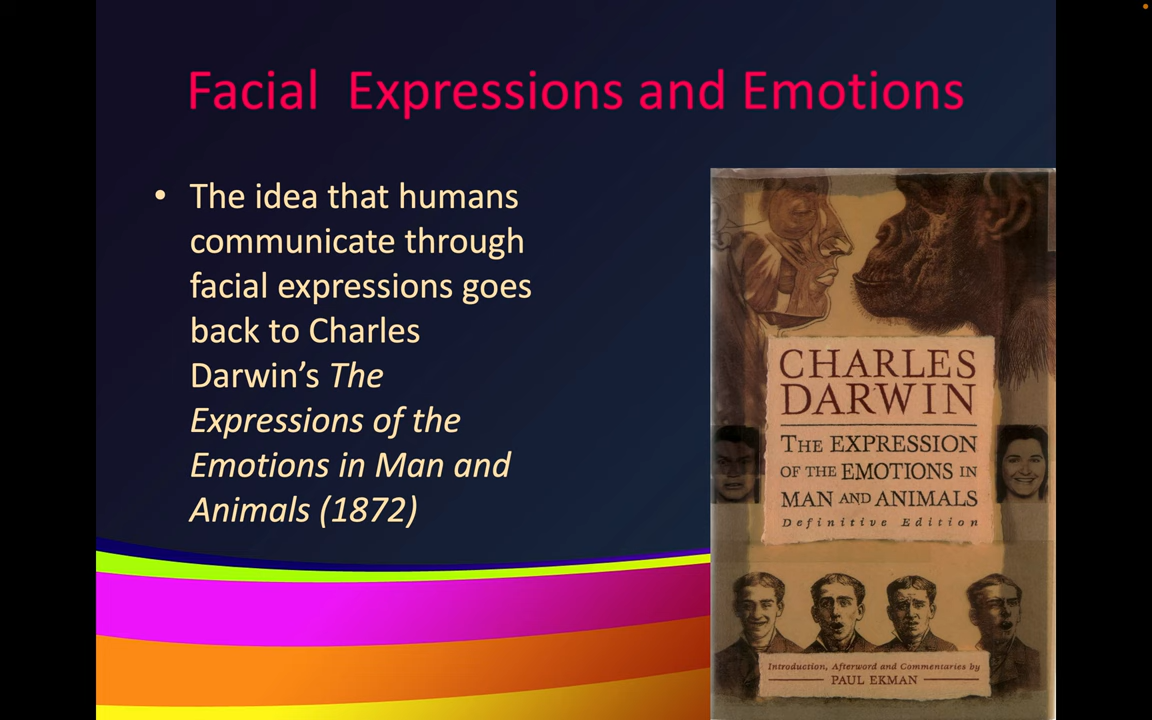 Facial  Expressions and Emotions
• The idea that humans
communicate through
facial expressions goes
back to Charles
Darwin’s The
Expressions of the
Emotions in Man and
Animals (1872)
CHARLES
DARWIN
THE EXPRESSION
OF THE EMOTIONS IN
MAN AND ANIMALS
Definitive Edition
Introduction, Afterword and Commentaries by
PAUL EKMAN